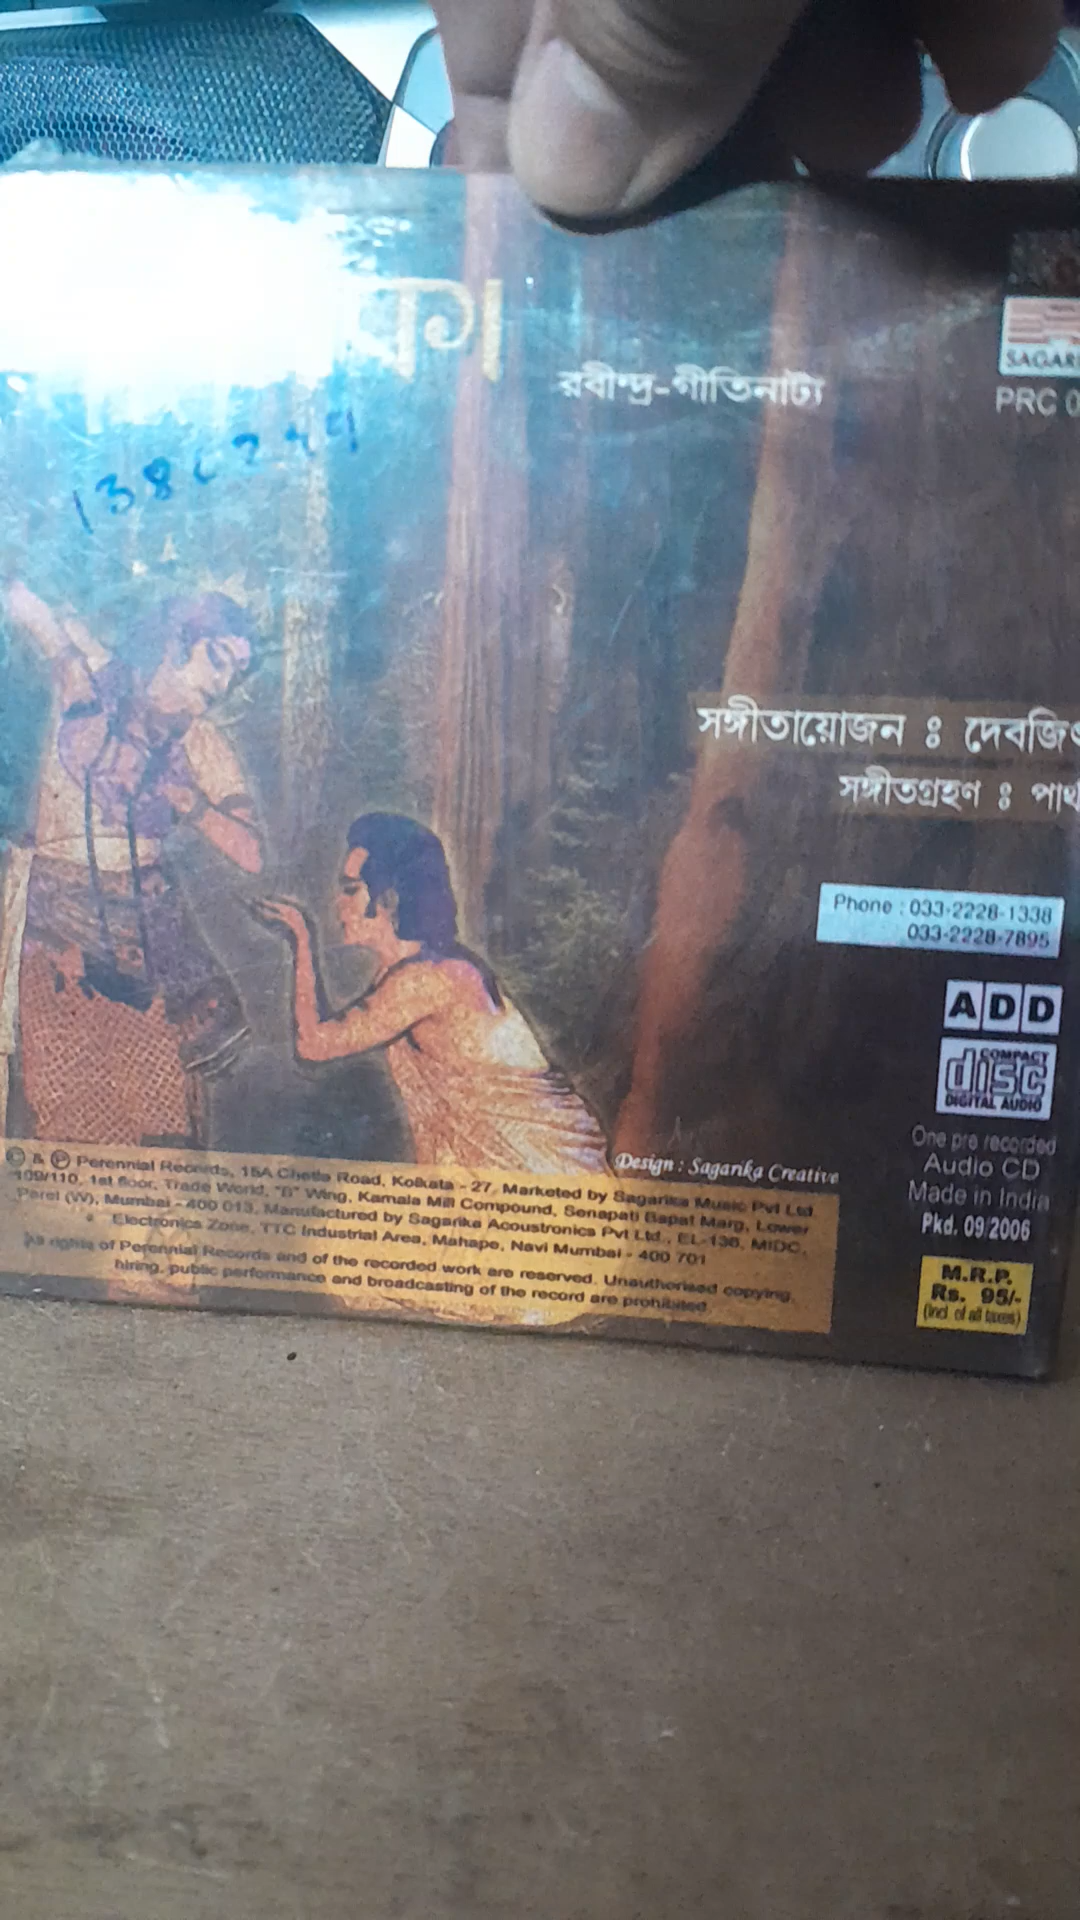 রবীন্দ্র-গীতিনাট্য
PRC
সঙ্গীতায়োজন ঃ
সঙ্গীতগ্রহণ ঃ
Phone : 033-2228-1338
033-2228-7895
ADD
COMPACT
disc
DIGITAL AUDIO
One pre recorded
Audio CD
Made in India
Pkd. 09/2006
M.R.P.
Rs. 95/-
(incl. of all taxes)
Design : Sagarika Creative
© & ℗ Perennial Records, 15A Chetla Road, Kolkata - 27, Marketed by Sagarika Music Pvt Ltd
109/110, 1st floor, Trade World, "B" Wing, Kamala Mill Compound, Senapati Bapat Marg, Lower
Parel (W), Mumbai - 400 013, Manufactured by Sagarika Acoustronics Pvt Ltd., EL-136, MIDC,
Electronics Zone, TTC Industrial Area, Mahape, Navi Mumbai - 400 701
rights of Perennial Records and of the recorded work are reserved. Unauthorised copying,
hiring, public performance and broadcasting of the record are prohibited.